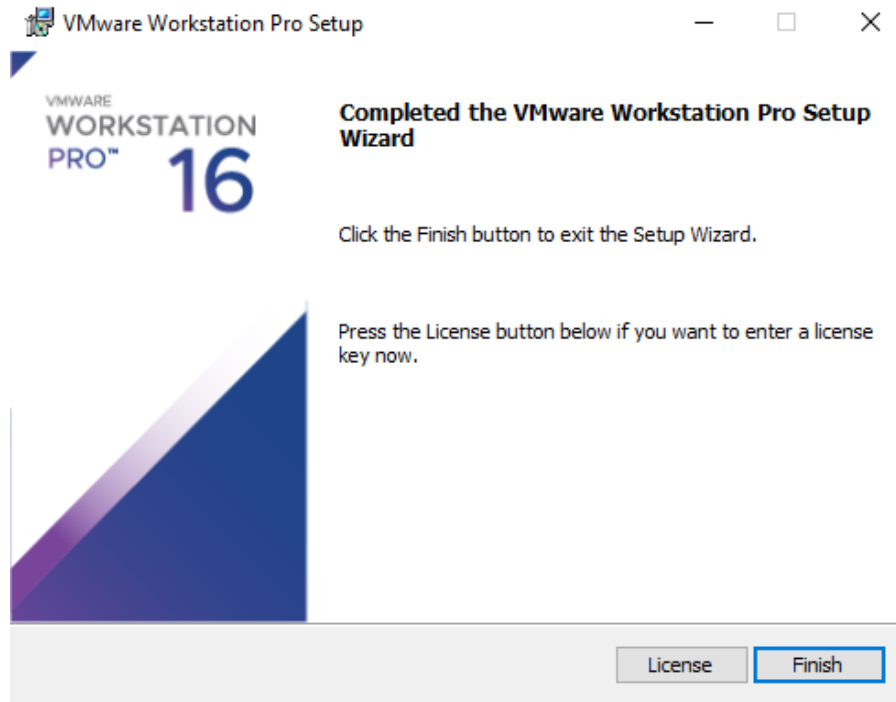 VMware Workstation Pro Setup
VMWARE
WORKSTATION
PRO™ 16
Completed the VMware Workstation Pro Setup
Wizard
Click the Finish button to exit the Setup Wizard.
Press the License button below if you want to enter a license
key now.
License
Finish